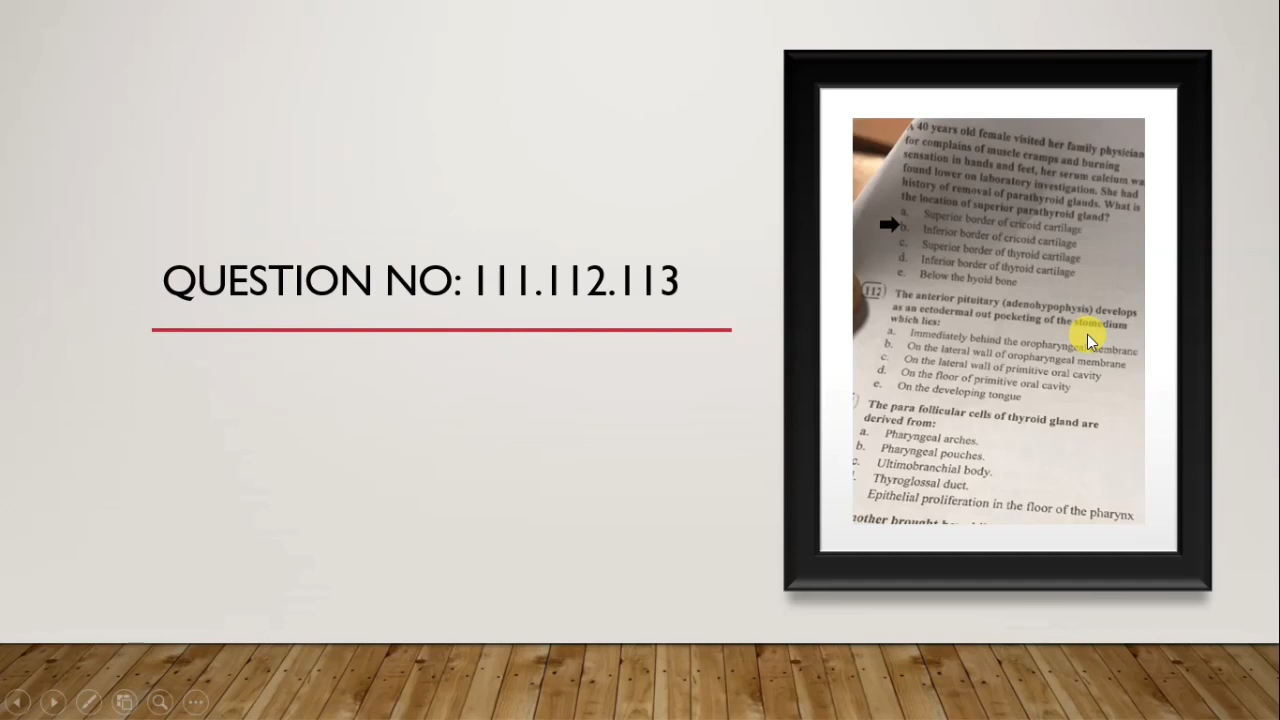 QUESTION NO: 111.112.113
A 40 years old female visited her family physician
for complains of muscle cramps and burning
sensation in hands and feet, her serum calcium wa
found lower on laboratory investigation. She had
history of removal of parathyroid glauds. What is
the location of superior parathyroid gland?
a. Superior border of cricoid cartilage
b. Inferior border of cricoid cartilage
c. Superior border of thyroid cartilage
d. Inferior border of thyroid cartilage
e. Below the hyoid bone
112 The anterior pituitary (adenohypophysis) develops
as an ectodermal out pocketing of the stomedium
which lies:
a. Immediately behind the oropharyngeal membrane
b. On the lateral wall of oropharyngeal membrane
c. On the lateral wall of primitive oral cavity
d. On the floor of primitive oral cavity
e. On the developing tongue
The para follicular cells of thyroid gland are
derived from:
a. Pharyngeal arches.
b. Pharyngeal pouches.
c. Ultimobranchial body.
Thyroglossal duct.
Epithelial proliferation in the floor of the pharynx
other brought